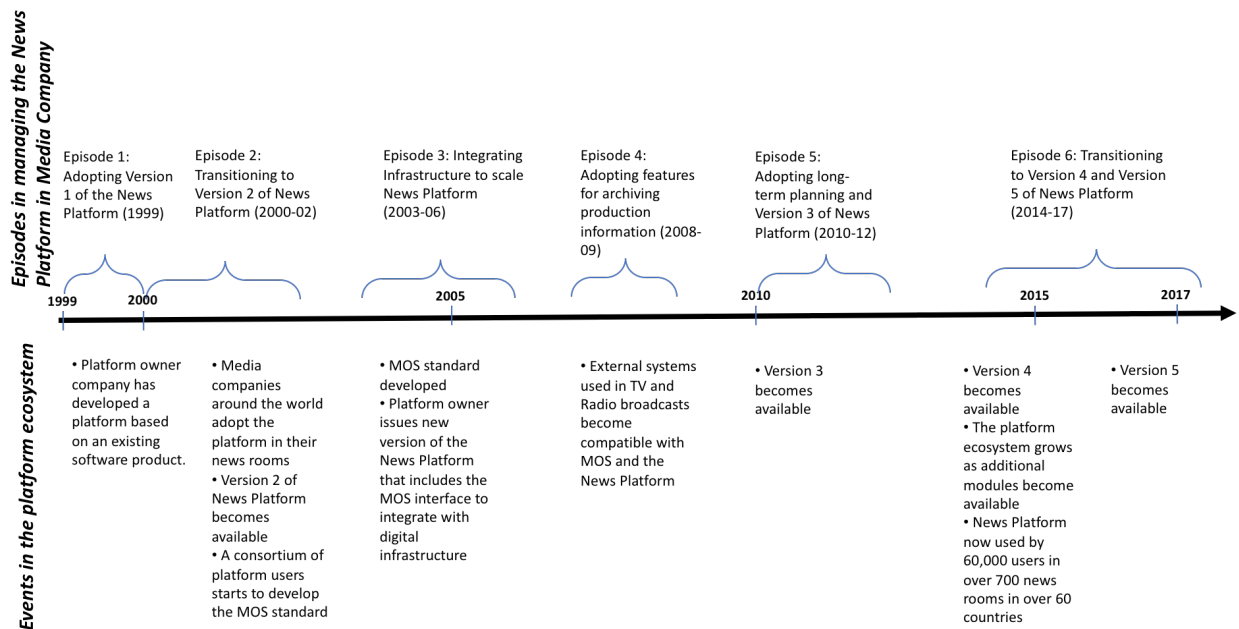 Episodes in managing the News
Platform in Media Company
Episode 1:
Adopting Version
1 of the News
Platform (1999)
Episode 2:
Transitioning to
Version 2 of News
Platform (2000-02)
Episode 3: Integrating
Infrastructure to scale
News Platform
(2003-06)
Episode 4:
Adopting features
for archiving
production
information (2008-
09)
Episode 5:
Adopting long-
term planning and
Version 3 of News
Platform (2010-12)
Episode 6: Transitioning
to Version 4 and Version
5 of News Platform
(2014-17)
1999
2000
2005
2010
2015
2017
Events in the platform ecosystem
• Platform owner
company has
developed a
platform based
on an existing
software product.
• Media
companies
around the world
adopt the
platform in their
news rooms
• Version 2 of
News Platform
becomes
available
• A consortium of
platform users
starts to develop
the MOS standard
• MOS standard
developed
• Platform owner
issues new
version of the
News Platform
that includes the
MOS interface to
integrate with
digital
infrastructure
• External systems
used in TV and
Radio broadcasts
become
compatible with
MOS and the
News Platform
• Version 3
becomes
available
• Version 4
becomes
available
• The platform
ecosystem grows
as additional
modules become
available
• News Platform
now used by
60,000 users in
over 700 news
rooms in over 60
countries
• Version 5
becomes
available